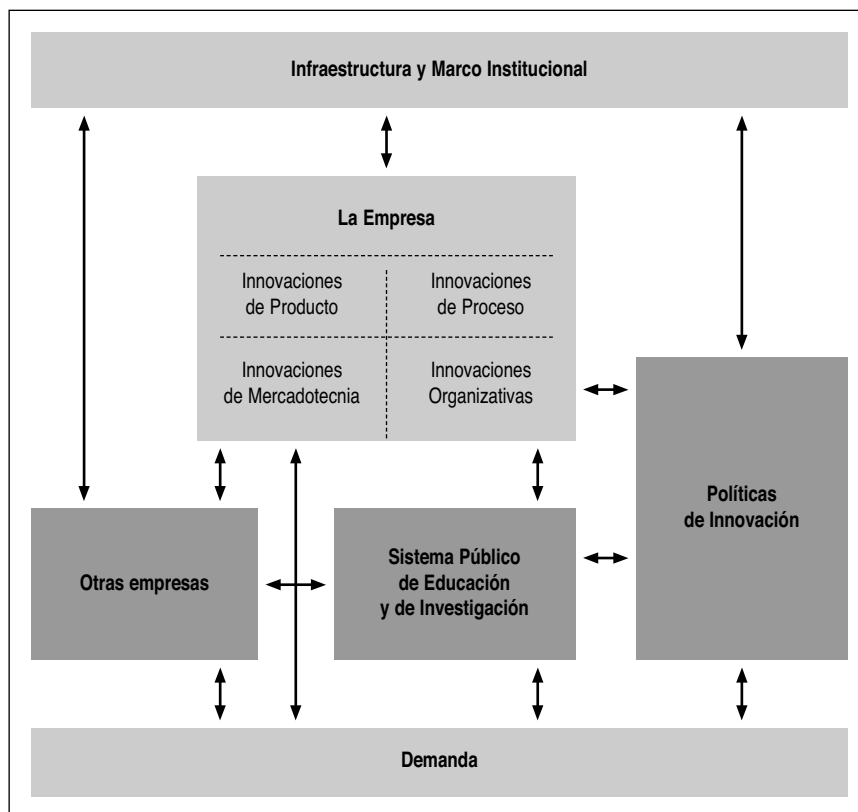 Infraestructura y Marco Institucional
La Empresa
Innovaciones
de Producto
Innovaciones
de Proceso
Innovaciones
de Mercadotecnia
Innovaciones
Organizativas
Políticas
de Innovación
Otras empresas
Sistema Público
de Educación
y de Investigación
Demanda